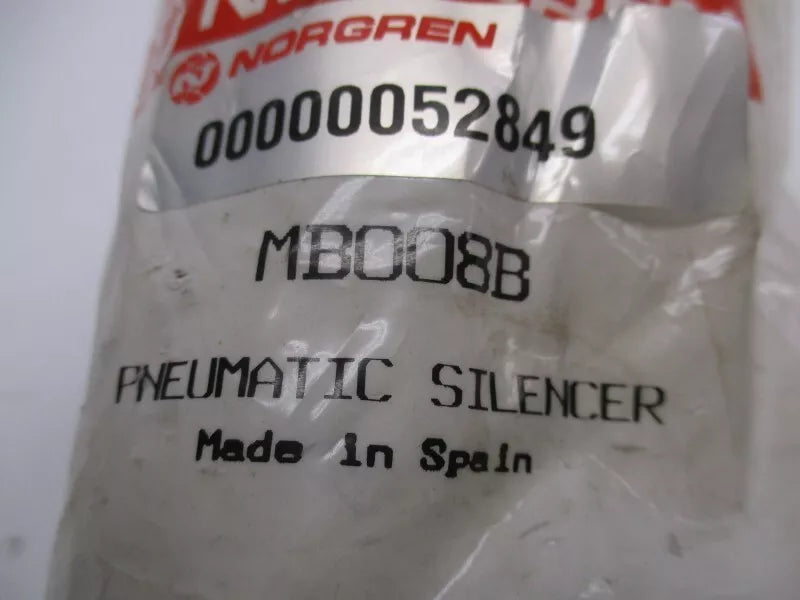 NORGREN
00000052849
MB008B
PNEUMATIC SILENCER
Made in Spain